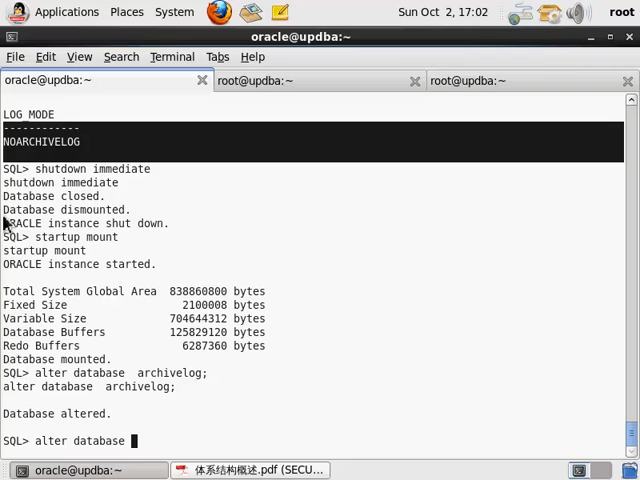 Applications Places System Sun Oct 2, 17:02 root
oracle@updba:~
File Edit View Search Terminal Tabs Help
oracle@updba:~ root@updba:~ root@updba:~
LOG_MODE
------------
NOARCHIVELOG
SQL> shutdown immediate
shutdown immediate
Database closed.
Database dismounted.
ORACLE instance shut down.
SQL> startup mount
startup mount
ORACLE instance started.
Total System Global Area 838860800 bytes
Fixed Size 2100008 bytes
Variable Size 704644312 bytes
Database Buffers 125829120 bytes
Redo Buffers 6287360 bytes
Database mounted.
SQL> alter database  archivelog;
alter database  archivelog;
Database altered.
SQL> alter database
oracle@updba:~ 体系结构概述.pdf (SECU...